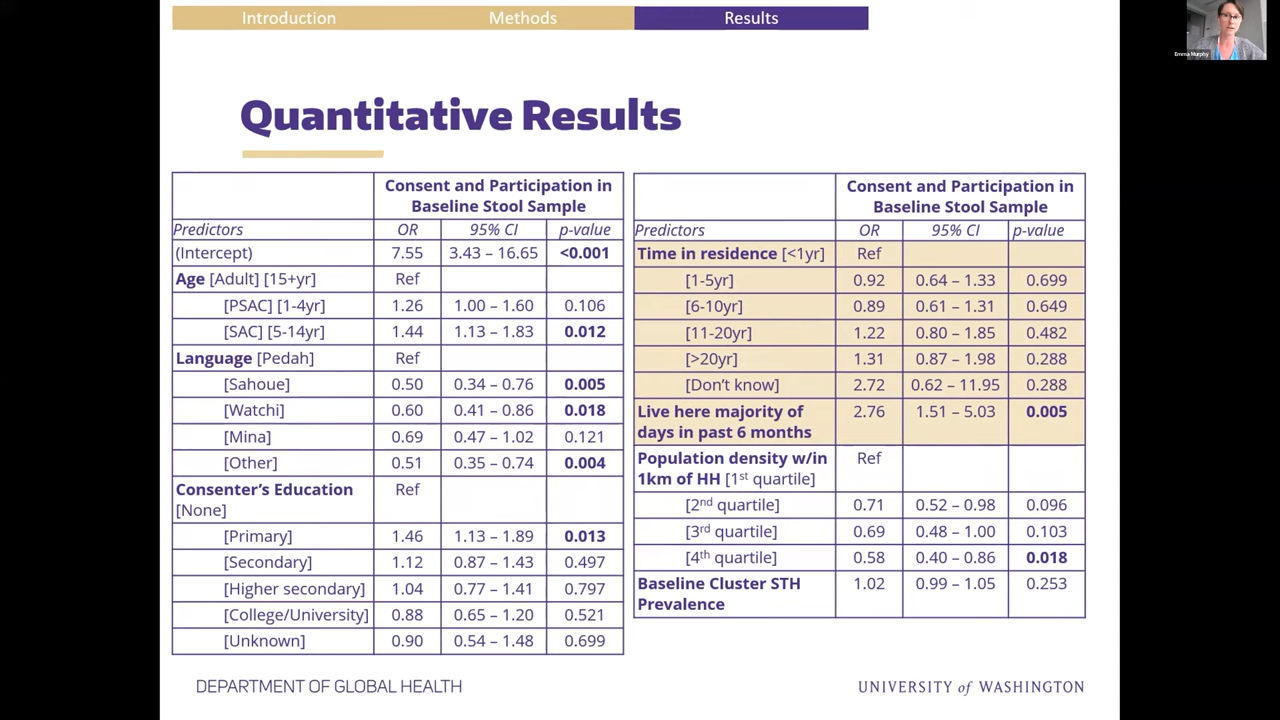 Introduction Methods Results
Emma Murphy
Quantitative Results
Consent and Participation in
Baseline Stool Sample
Predictors OR 95% CI p-value
(Intercept) 7.55 3.43 – 16.65 <0.001
Age [Adult] [15+yr] Ref
[PSAC] [1-4yr] 1.26 1.00 – 1.60 0.106
[SAC] [5-14yr] 1.44 1.13 – 1.83 0.012
Language [Pedah] Ref
[Sahoue] 0.50 0.34 – 0.76 0.005
[Watchi] 0.60 0.41 – 0.86 0.018
[Mina] 0.69 0.47 – 1.02 0.121
[Other] 0.51 0.35 – 0.74 0.004
Consenter's Education Ref
[None]
[Primary] 1.46 1.13 – 1.89 0.013
[Secondary] 1.12 0.87 – 1.43 0.497
[Higher secondary] 1.04 0.77 – 1.41 0.797
[College/University] 0.88 0.65 – 1.20 0.521
[Unknown] 0.90 0.54 – 1.48 0.699
Consent and Participation in
Baseline Stool Sample
Predictors OR 95% CI p-value
Time in residence [<1yr] Ref
[1-5yr] 0.92 0.64 – 1.33 0.699
[6-10yr] 0.89 0.61 – 1.31 0.649
[11-20yr] 1.22 0.80 – 1.85 0.482
[>20yr] 1.31 0.87 – 1.98 0.288
[Don't know] 2.72 0.62 – 11.95 0.288
Live here majority of 2.76 1.51 – 5.03 0.005
days in past 6 months
Population density w/in Ref
1km of HH [1st quartile]
[2nd quartile] 0.71 0.52 – 0.98 0.096
[3rd quartile] 0.69 0.48 – 1.00 0.103
[4th quartile] 0.58 0.40 – 0.86 0.018
Baseline Cluster STH 1.02 0.99 – 1.05 0.253
Prevalence
DEPARTMENT OF GLOBAL HEALTH
UNIVERSITY of WASHINGTON